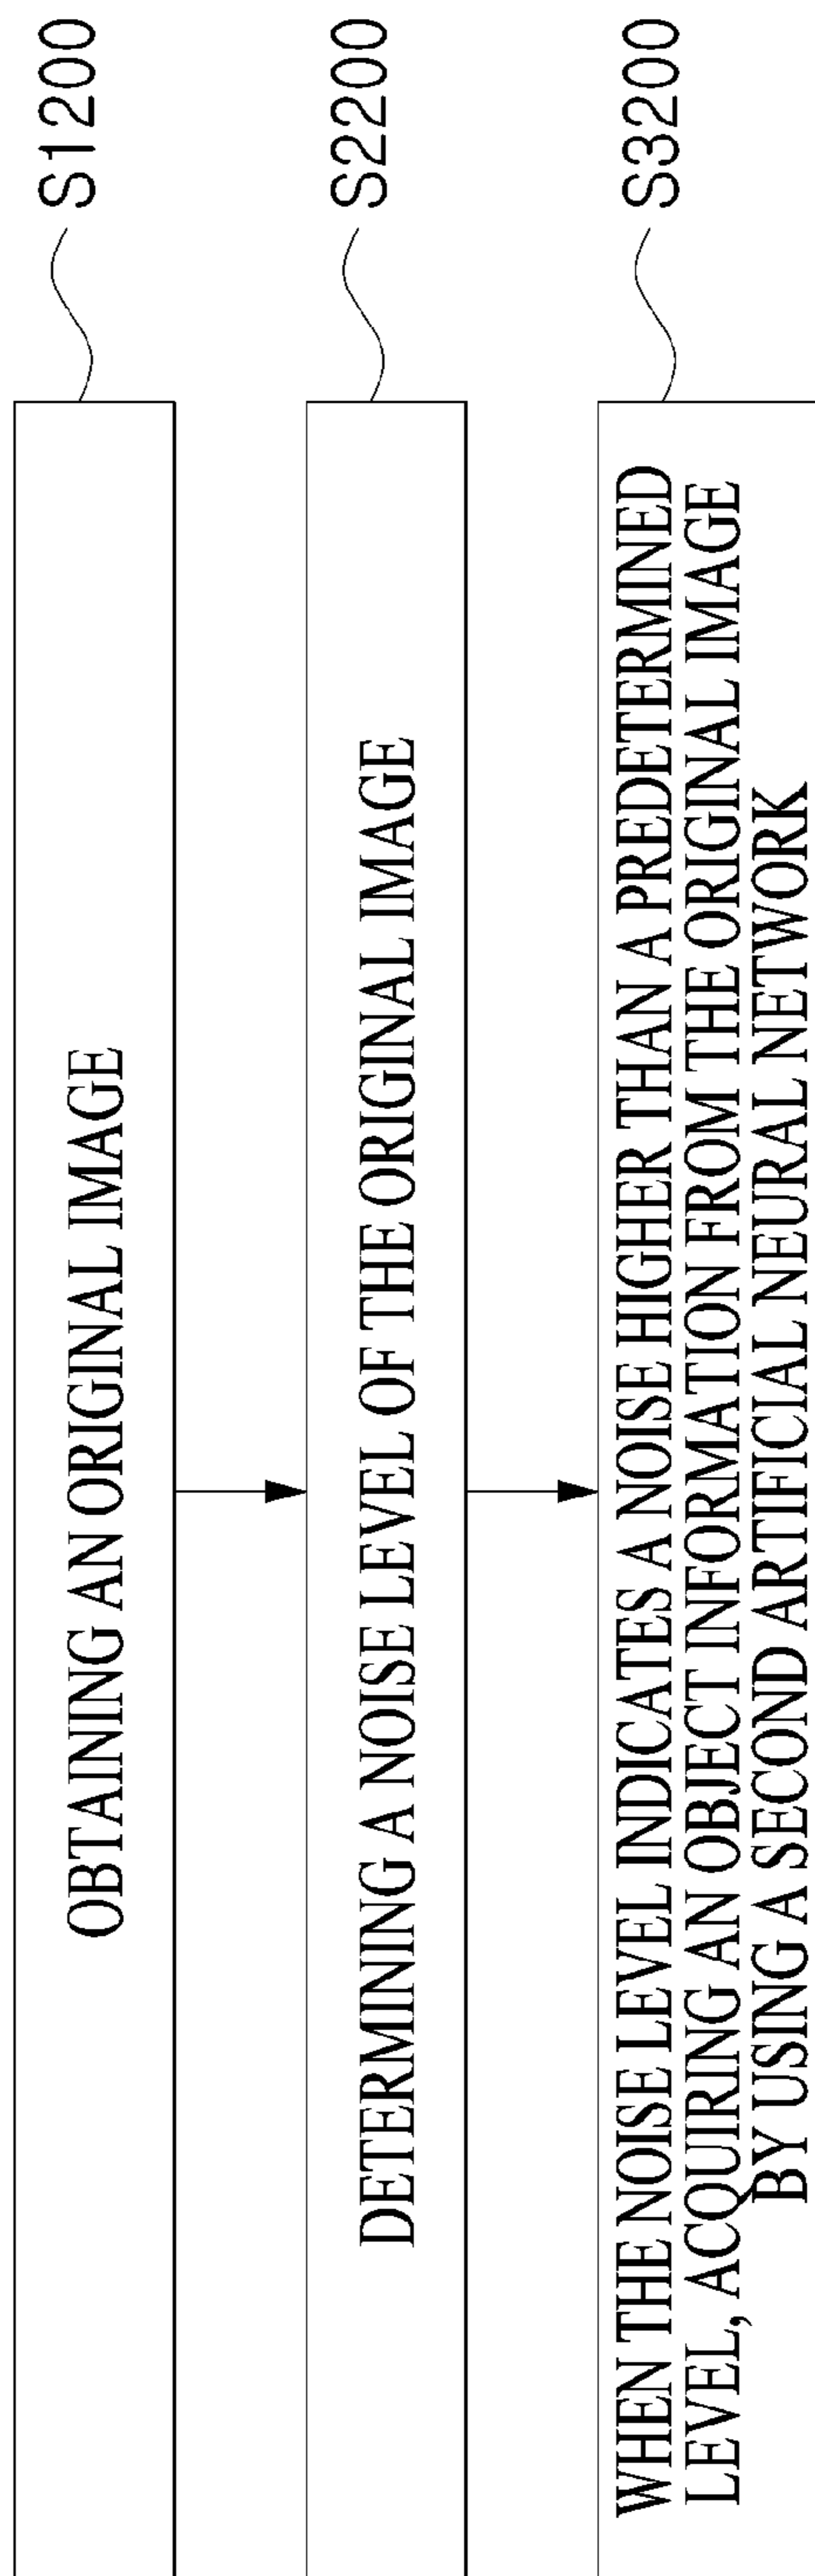 OBTAINING AN ORIGINAL IMAGE
S1200
DETERMINING A NOISE LEVEL OF THE ORIGINAL IMAGE
S2200
WHEN THE NOISE LEVEL INDICATES A NOISE HIGHER THAN A PREDETERMINED
LEVEL, ACQUIRING AN OBJECT INFORMATION FROM THE ORIGINAL IMAGE
BY USING A SECOND ARTIFICIAL NEURAL NETWORK
S3200